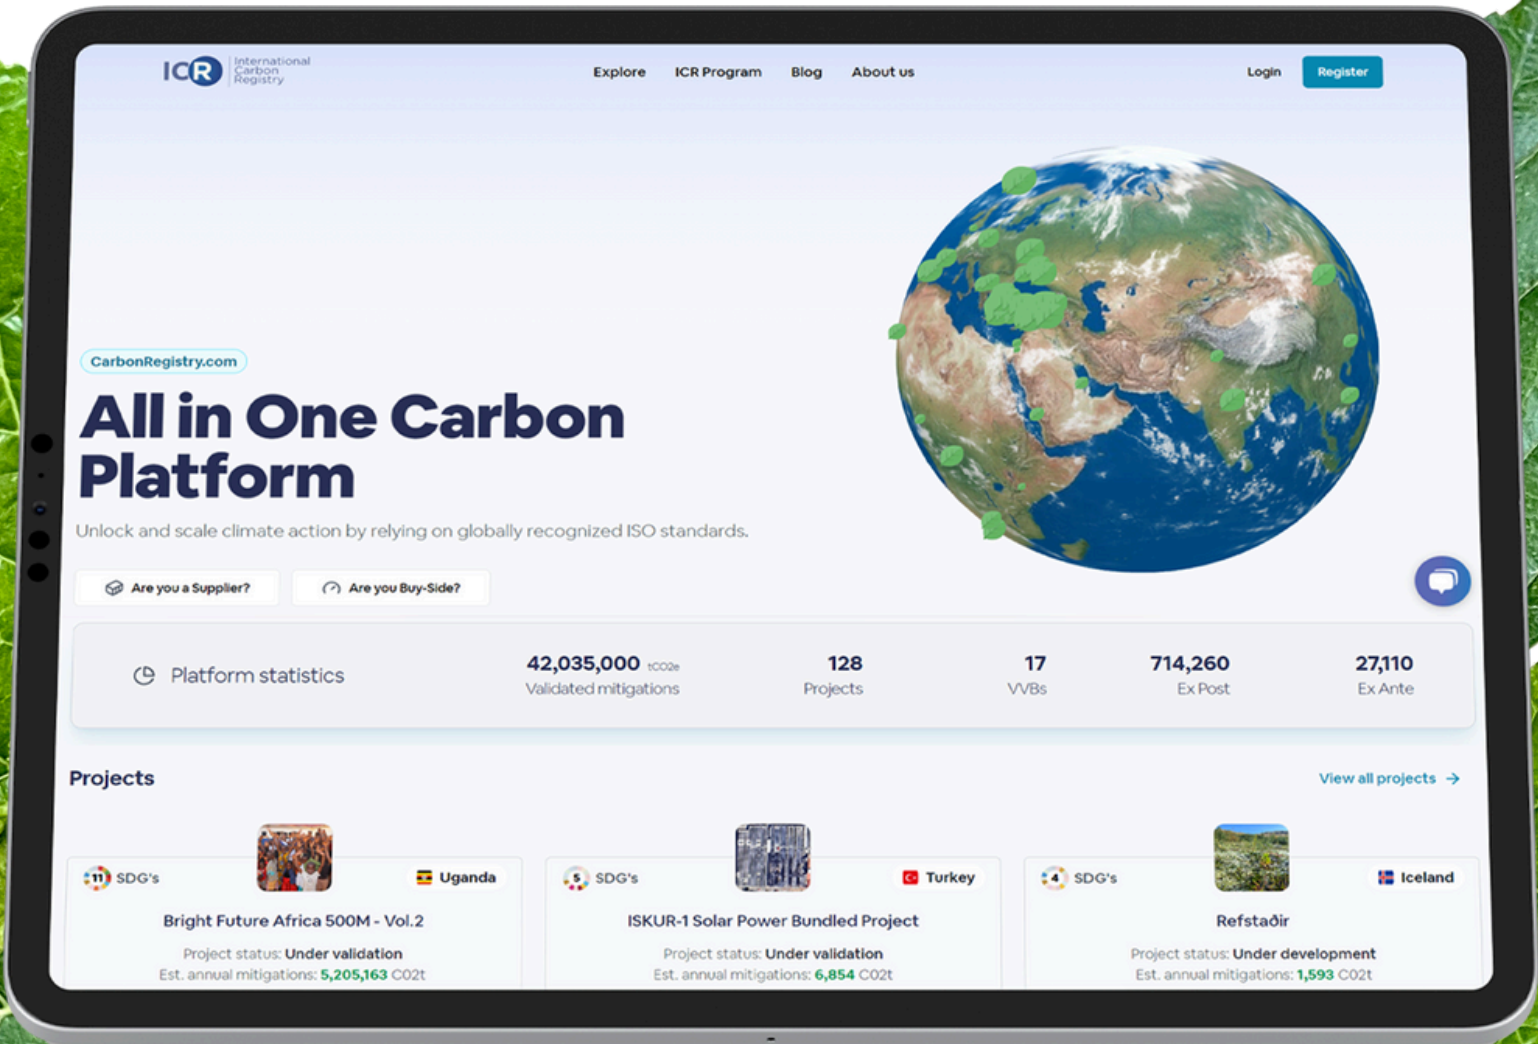 ICR International Carbon Registry
Explore ICR Program Blog About us
Login Register
CarbonRegistry.com
All in One Carbon
Platform
Unlock and scale climate action by relying on globally recognized ISO standards.
Are you a Supplier? Are you Buy-Side?
Platform statistics
42,035,000 tCO2e
Validated mitigations
128
Projects
17
VVBs
714,260
Ex Post
27,110
Ex Ante
Projects
View all projects →
11 SDG's
Uganda
Bright Future Africa 500M - Vol.2
Project status: Under validation
Est. annual mitigations: 5,205,163 C02t
5 SDG's
Turkey
ISKUR-1 Solar Power Bundled Project
Project status: Under validation
Est. annual mitigations: 6,854 C02t
4 SDG's
Iceland
Refstaðir
Project status: Under development
Est. annual mitigations: 1,593 C02t